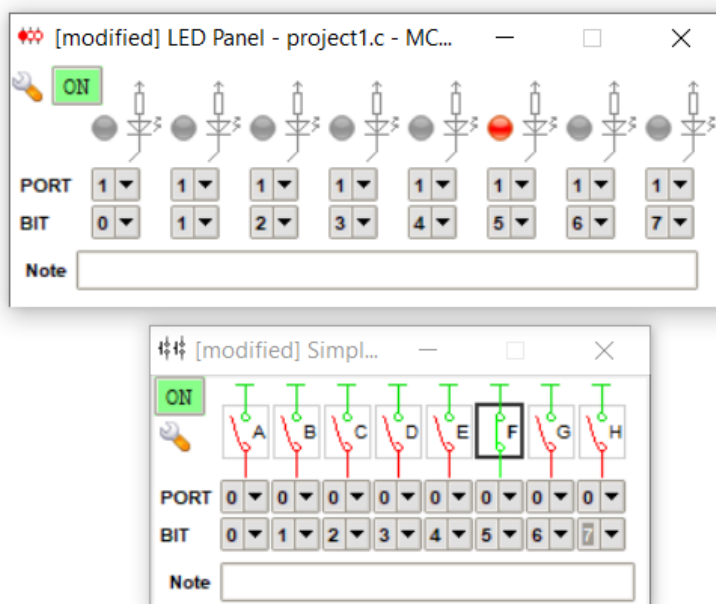 [modified] LED Panel - project1.c - MC...
ON
PORT 1 1 1 1 1 1 1 1
BIT 0 1 2 3 4 5 6 7
Note
[modified] Simpl...
ON
A B C D E F G H
PORT 0 0 0 0 0 0 0 0
BIT 0 1 2 3 4 5 6 7
Note